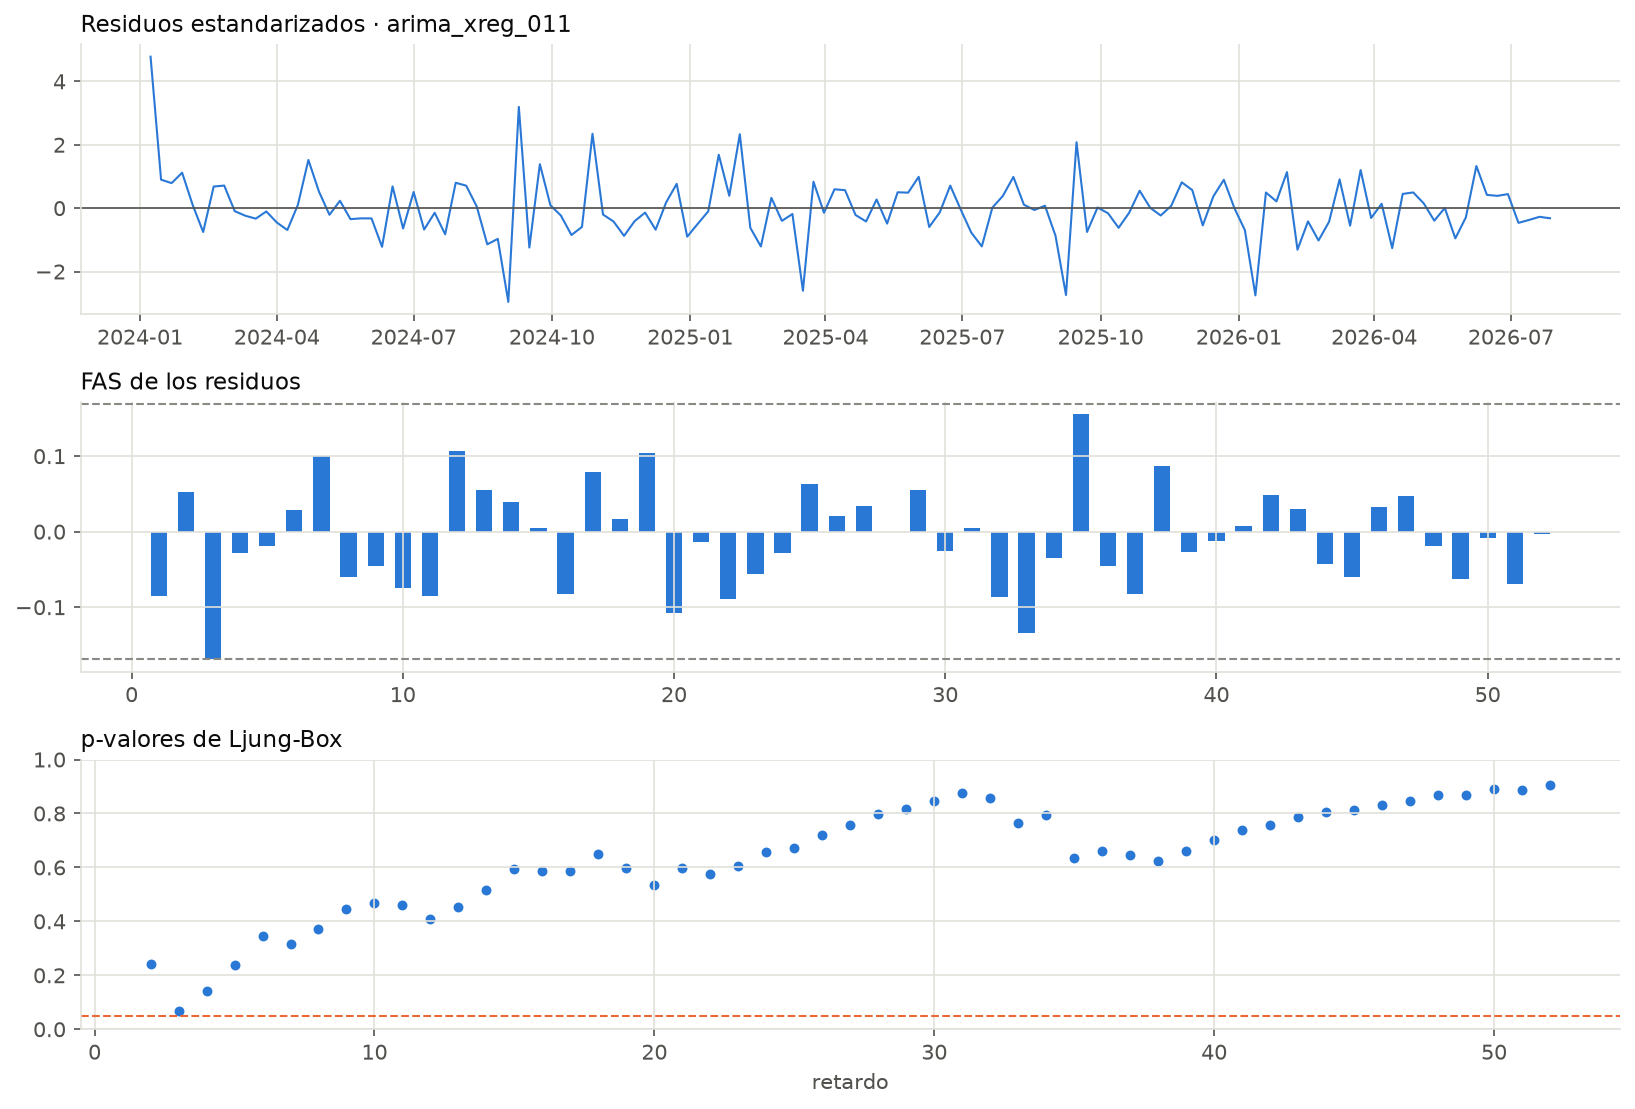 Residuos estandarizados · arima_xreg_011
4
2
0
−2
2024-01 2024-04 2024-07 2024-10 2025-01 2025-04 2025-07 2025-10 2026-01 2026-04 2026-07
FAS de los residuos
0.1
0.0
−0.1
0 10 20 30 40 50
p-valores de Ljung-Box
1.0
0.8
0.6
0.4
0.2
0.0
0 10 20 30 40 50
retardo